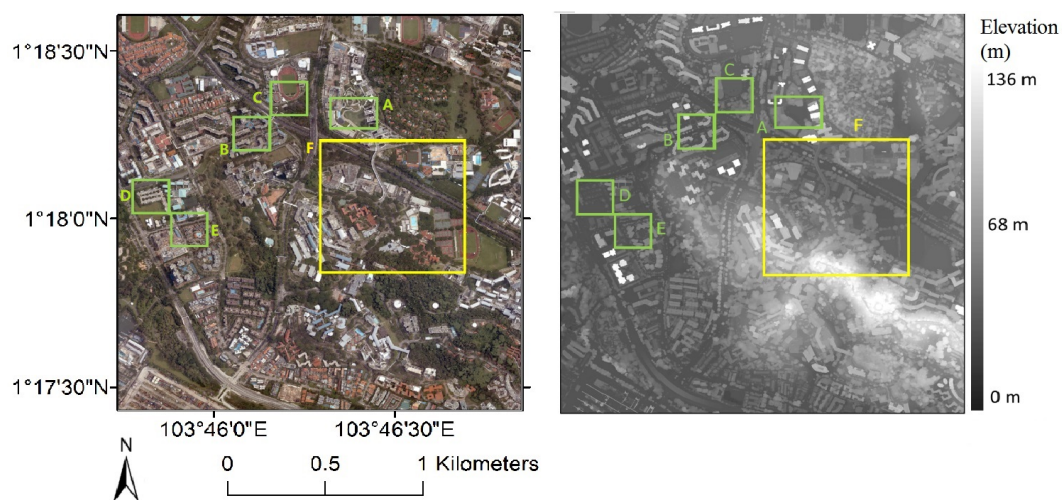 1°18'30"N
1°18'0"N
1°17'30"N
103°46'0"E
103°46'30"E
A
B
C
D
E
F
N
0
0.5
1 Kilometers
A
B
C
D
E
F
Elevation
(m)
136 m
68 m
0 m